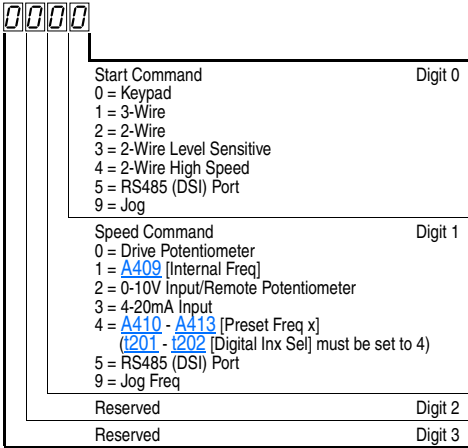 0000
Start Command Digit 0
0 = Keypad
1 = 3-Wire
2 = 2-Wire
3 = 2-Wire Level Sensitive
4 = 2-Wire High Speed
5 = RS485 (DSI) Port
9 = Jog
Speed Command Digit 1
0 = Drive Potentiometer
1 = A409 [Internal Freq]
2 = 0-10V Input/Remote Potentiometer
3 = 4-20mA Input
4 = A410 - A413 [Preset Freq x]
(t201 - t202 [Digital Inx Sel] must be set to 4)
5 = RS485 (DSI) Port
9 = Jog Freq
Reserved Digit 2
Reserved Digit 3